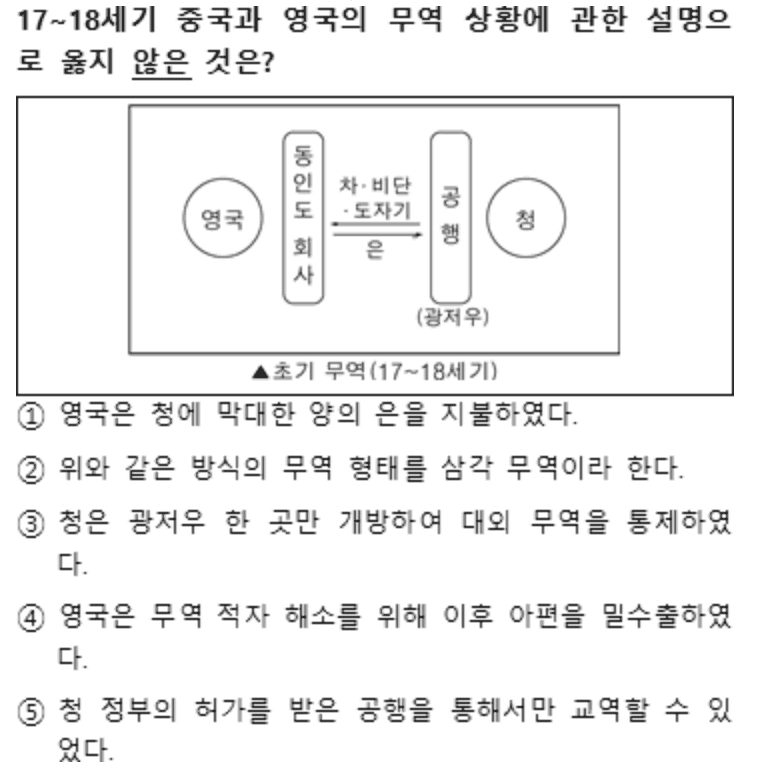 17~18세기 중국과 영국의 무역 상황에 관한 설명으
로 옳지 않은 것은?
영국
동인도 회사
차·비단
·도자기
은
공행
청
(광저우)
▲초기 무역(17~18세기)
① 영국은 청에 막대한 양의 은을 지불하였다.
② 위와 같은 방식의 무역 형태를 삼각 무역이라 한다.
③ 청은 광저우 한 곳만 개방하여 대외 무역을 통제하였
다.
④ 영국은 무역 적자 해소를 위해 이후 아편을 밀수출하였
다.
⑤ 청 정부의 허가를 받은 공행을 통해서만 교역할 수 있
었다.